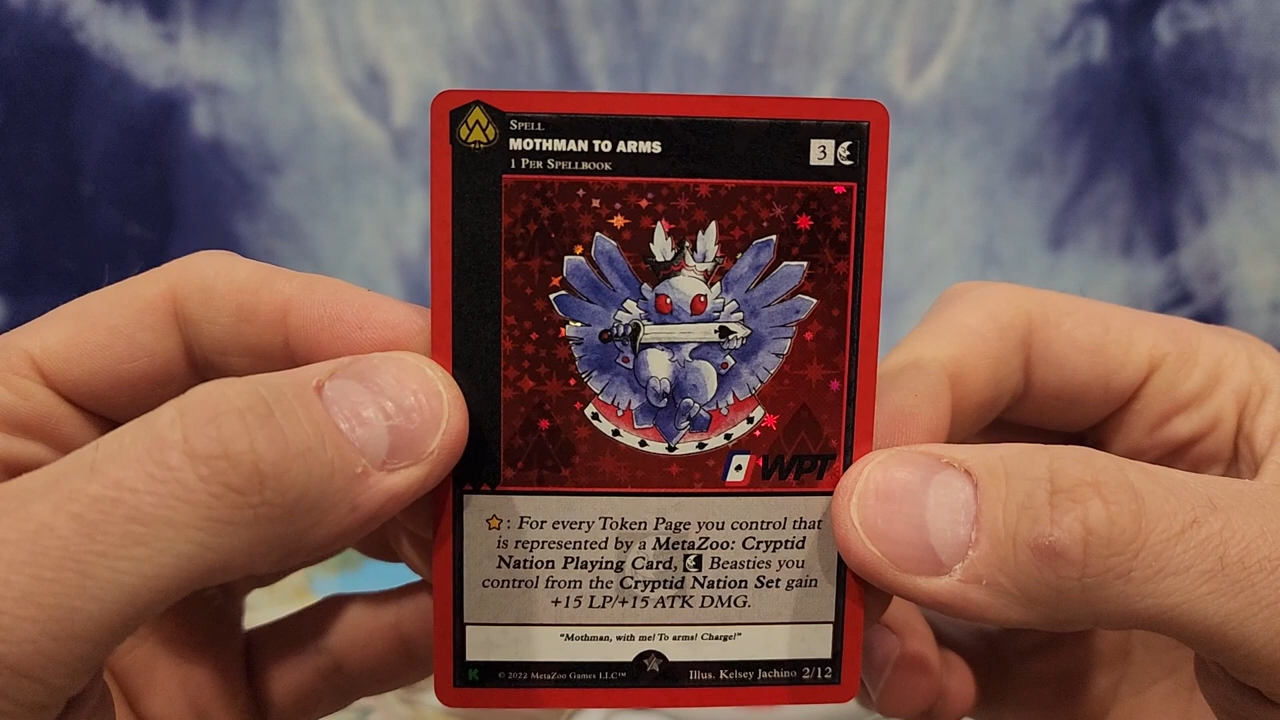 SPELL
MOTHMAN TO ARMS
1 PER SPELLBOOK
3
WPT
: For every Token Page you control that
is represented by a MetaZoo: Cryptid
Nation Playing Card, Beasties you
control from the Cryptid Nation Set gain
+15 LP/+15 ATK DMG.
"Mothman, with me! To arms! Charge!"
K © 2022 MetaZoo Games LLC™ Illus. Kelsey Jachino 2/12